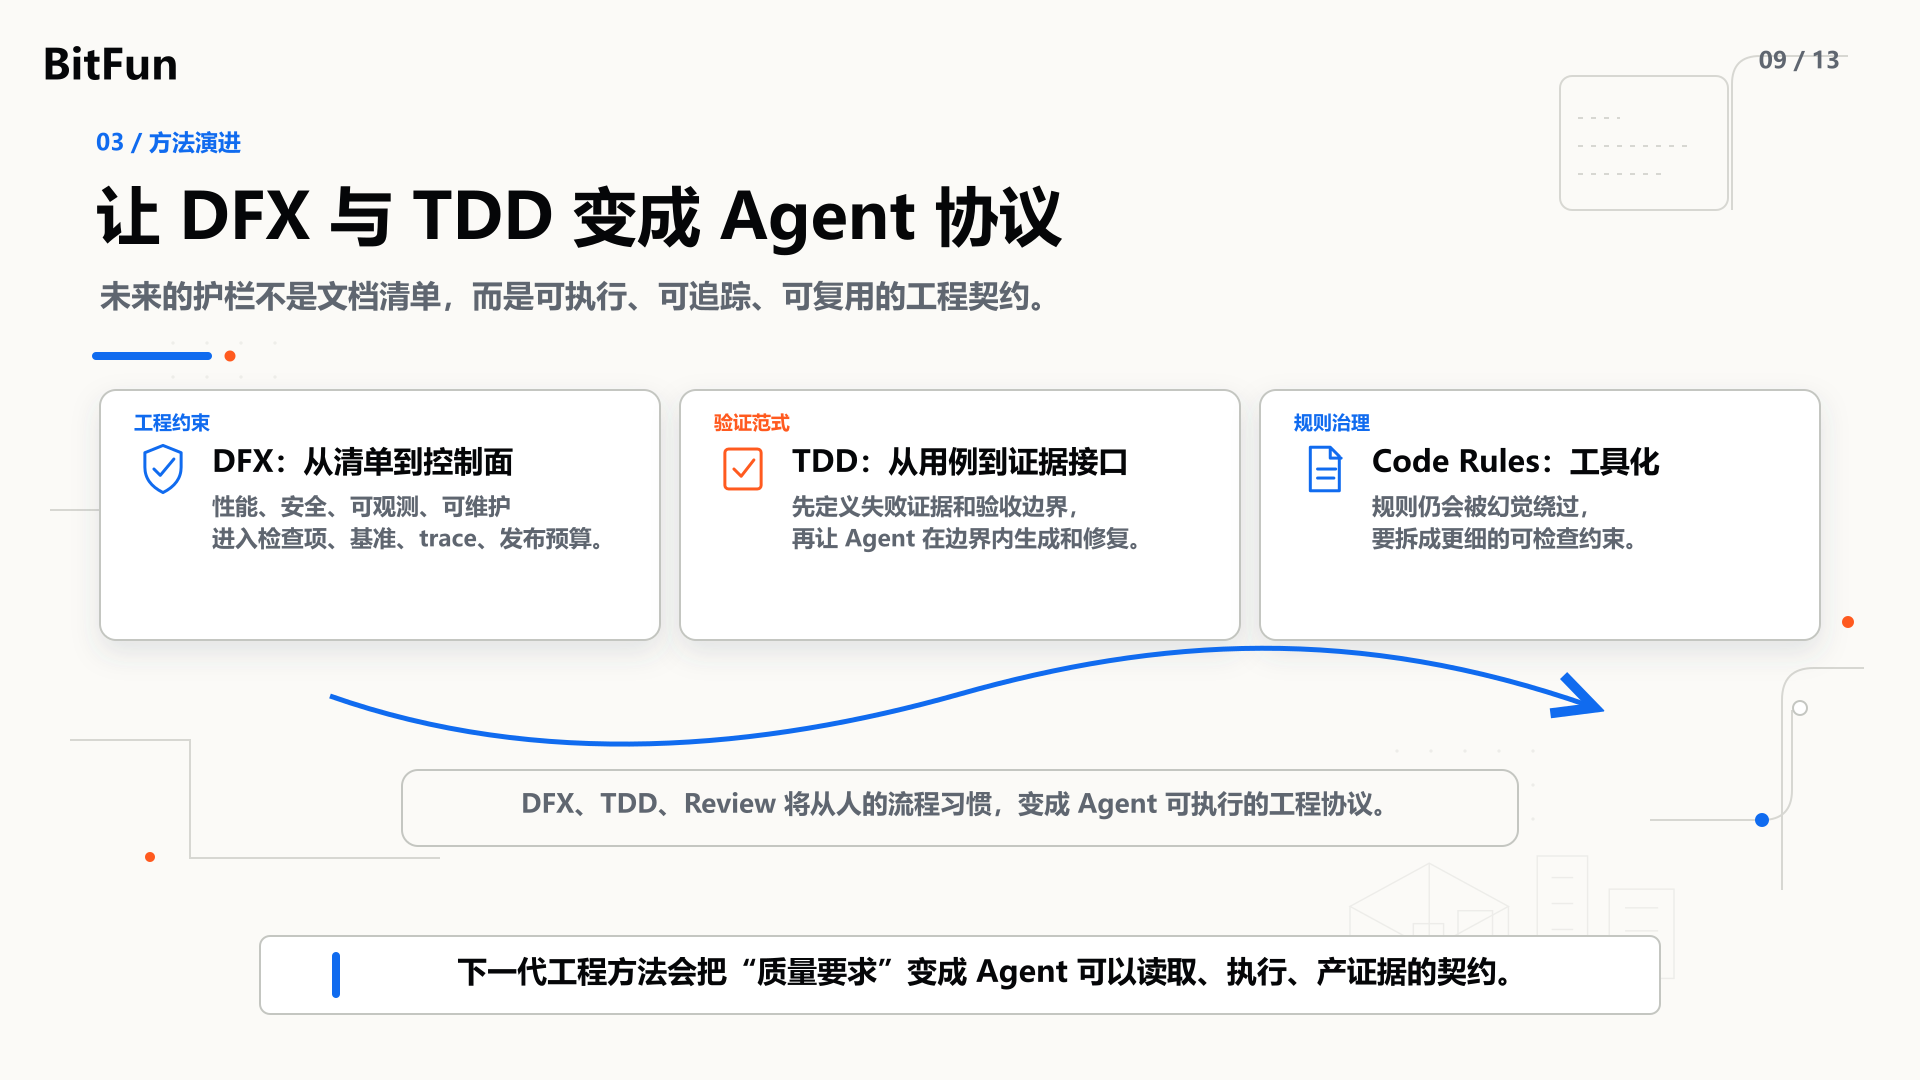 BitFun
09 / 13
03 / 方法演进
让 DFX 与 TDD 变成 Agent 协议
未来的护栏不是文档清单，而是可执行、可追踪、可复用的工程契约。
工程约束
DFX：从清单到控制面
性能、安全、可观测、可维护
进入检查项、基准、trace、发布预算。
验证范式
TDD：从用例到证据接口
先定义失败证据和验收边界，
再让 Agent 在边界内生成和修复。
规则治理
Code Rules：工具化
规则仍会被幻觉绕过，
要拆成更细的可检查约束。
DFX、TDD、Review 将从人的流程习惯，变成 Agent 可执行的工程协议。
下一代工程方法会把“质量要求”变成 Agent 可以读取、执行、产证据的契约。